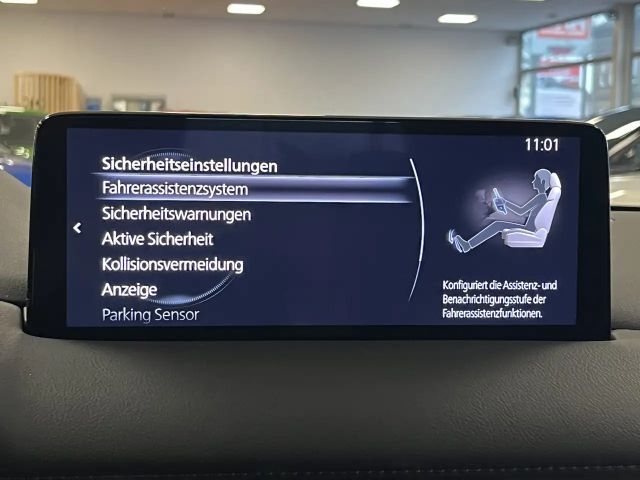 11:01
Sicherheitseinstellungen
Fahrerassistenzsystem
Sicherheitswarnungen
Aktive Sicherheit
Kollisionsvermeidung
Anzeige
Parking Sensor
Konfiguriert die Assistenz- und
Benachrichtigungsstufe der
Fahrerassistenzfunktionen.